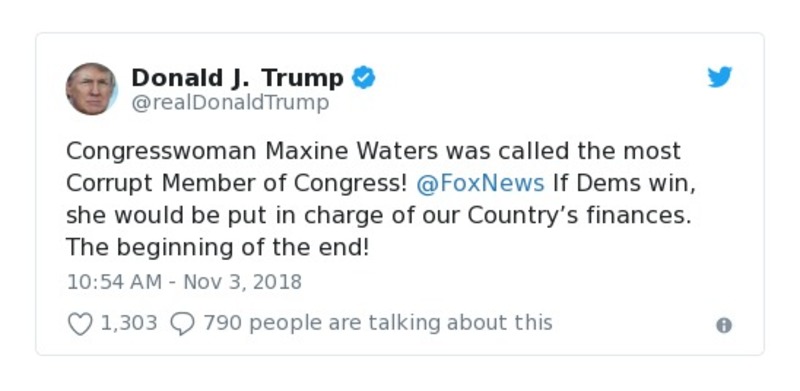 Donald J. Trump
@realDonaldTrump
Congresswoman Maxine Waters was called the most
Corrupt Member of Congress! @FoxNews If Dems win,
she would be put in charge of our Country’s finances.
The beginning of the end!
10:54 AM - Nov 3, 2018
1,303 790 people are talking about this